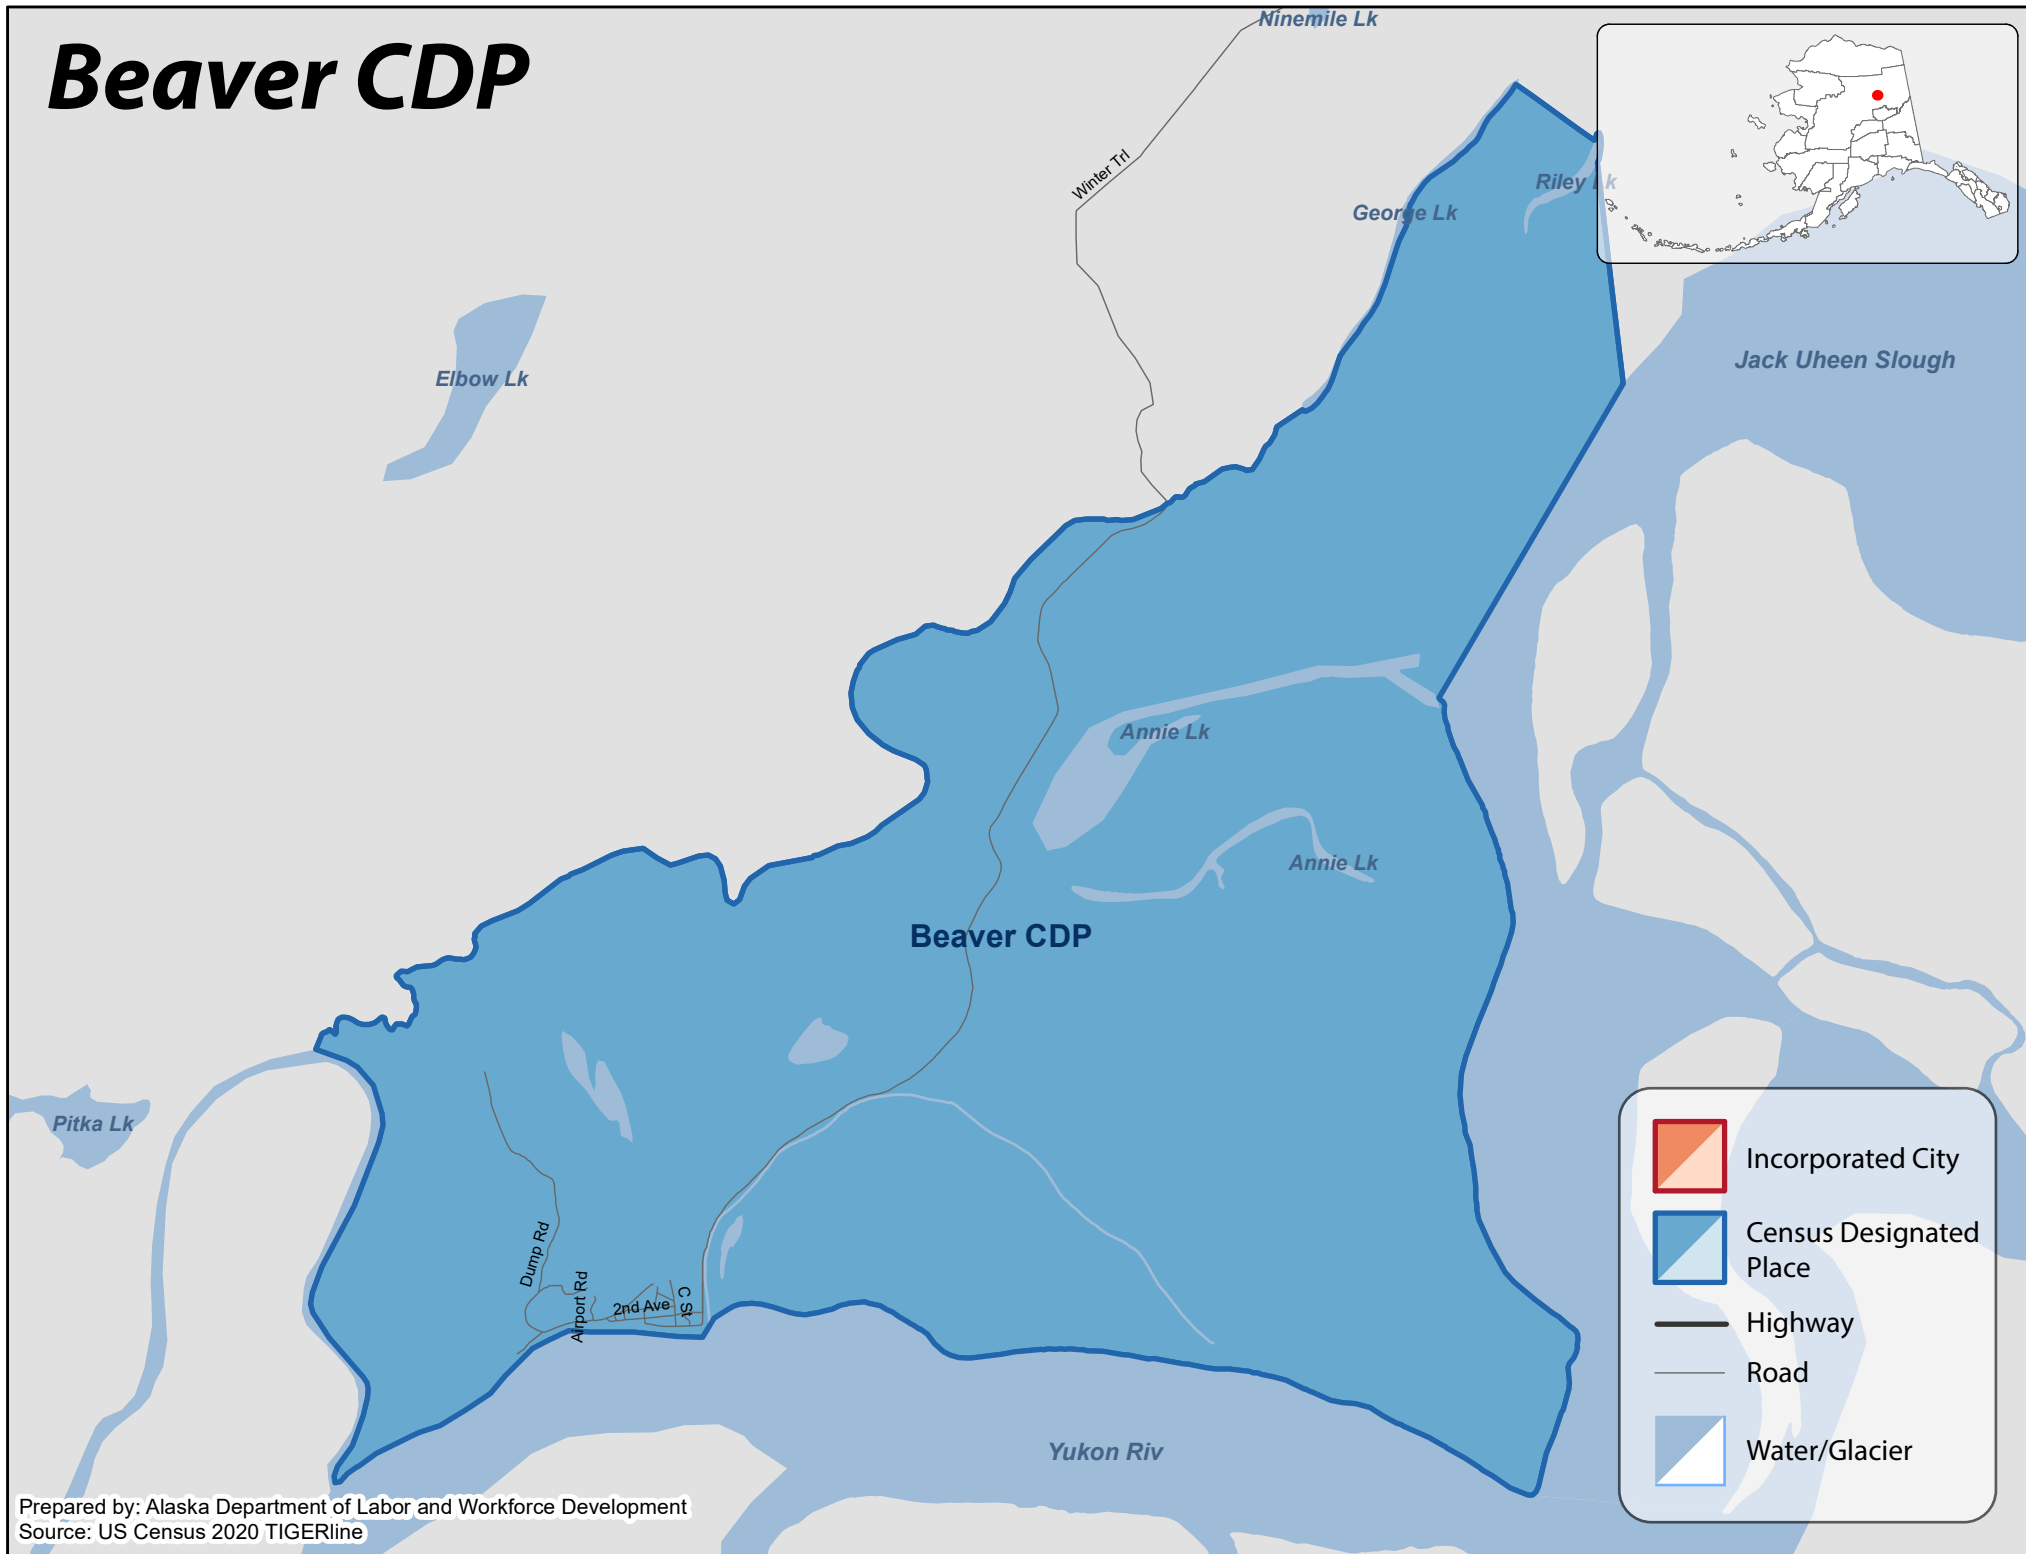 Beaver CDP
Ninemile Lk
Winter Trl
Riley Lk
George Lk
Jack Uheen Slough
Elbow Lk
Annie Lk
Annie Lk
Beaver CDP
Pitka Lk
Dump Rd
Airport Rd
2nd Ave
C St
Yukon Riv
Incorporated City
Census Designated
Place
Highway
Road
Water/Glacier
Prepared by: Alaska Department of Labor and Workforce Development
Source: US Census 2020 TIGERline